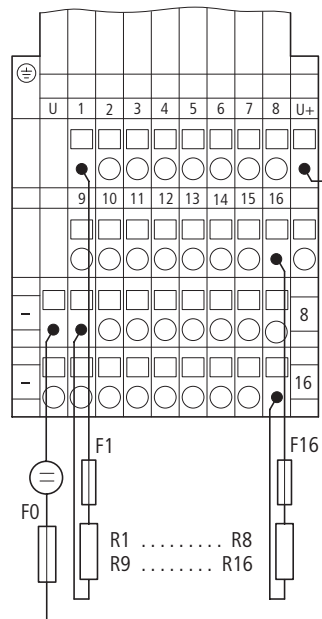 U 1 2 3 4 5 6 7 8 U+
9 10 11 12 13 14 15 16
– 8
– 16
F1 F16
F0
R1 ......... R8
R9 ........ R16